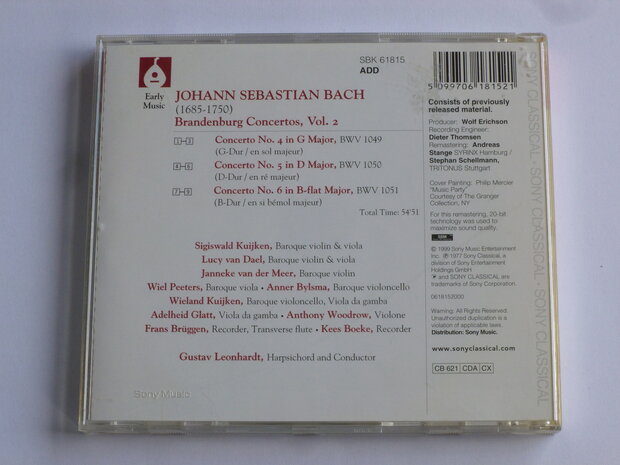 SBK 61815
ADD
5 099706 181521
Early
Music
JOHANN SEBASTIAN BACH
(1685-1750)
Brandenburg Concertos, Vol. 2
1-3 Concerto No. 4 in G Major, BWV 1049
(G-Dur / en sol majeur)
4-6 Concerto No. 5 in D Major, BWV 1050
(D-Dur / en ré majeur)
7-9 Concerto No. 6 in B-flat Major, BWV 1051
(B-Dur / en si bémol majeur)
Total Time: 54'51
Sigiswald Kuijken, Baroque violin & viola
Lucy van Dael, Baroque violin & viola
Janneke van der Meer, Baroque violin
Wiel Peeters, Baroque viola • Anner Bylsma, Baroque violoncello
Wieland Kuijken, Baroque violoncello, Viola da gamba
Adelheid Glatt, Viola da gamba • Anthony Woodrow, Violone
Frans Brüggen, Recorder, Transverse flute • Kees Boeke, Recorder
Gustav Leonhardt, Harpsichord and Conductor
Sony Music
Consists of previously
released material.
Producer: Wolf Erichson
Recording Engineer:
Dieter Thomsen
Remastering: Andreas
Stange SYRINX Hamburg /
Stephan Schellmann,
TRITONUS Stuttgart
Cover Painting: Philip Mercier
"Music Party"
Courtesy of The Granger
Collection, NY
For this remastering, 20-bit
technology was used to
maximize sound quality.
SBM
© 1999 Sony Music Entertainment
Inc. ℗ 1977 Sony Classical, a
division of Sony Entertainment
Holdings GmbH
® and SONY CLASSICAL are
trademarks of Sony Corporation.
0618152000
Warning: All Rights Reserved.
Unauthorized duplication is a
violation of applicable laws.
Distribution: Sony Music.
www.sonyclassical.com
CB 621 CDA CX
SONY CLASSICAL · SONY CLASSICAL · SONY CLASSICAL